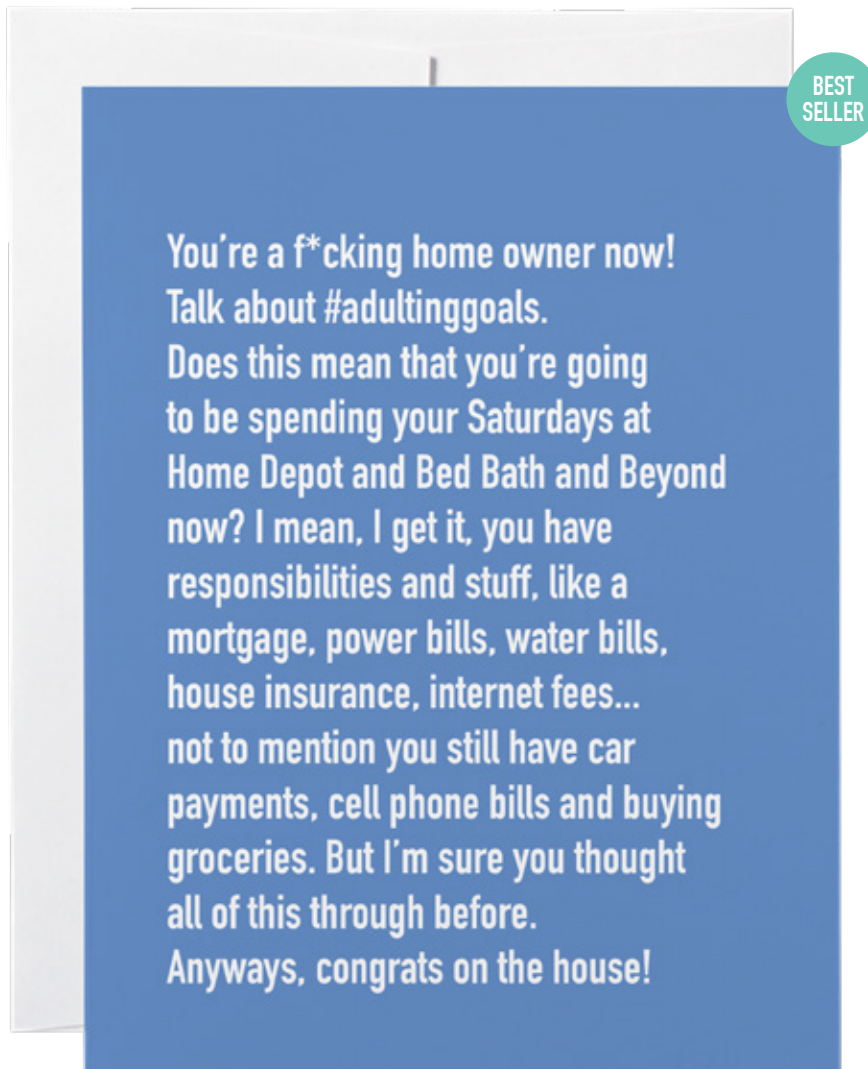 BEST
SELLER
You’re a f*cking home owner now!
Talk about #adultinggoals.
Does this mean that you’re going
to be spending your Saturdays at
Home Depot and Bed Bath and Beyond
now? I mean, I get it, you have
responsibilities and stuff, like a
mortgage, power bills, water bills,
house insurance, internet fees...
not to mention you still have car
payments, cell phone bills and buying
groceries. But I’m sure you thought
all of this through before.
Anyways, congrats on the house!